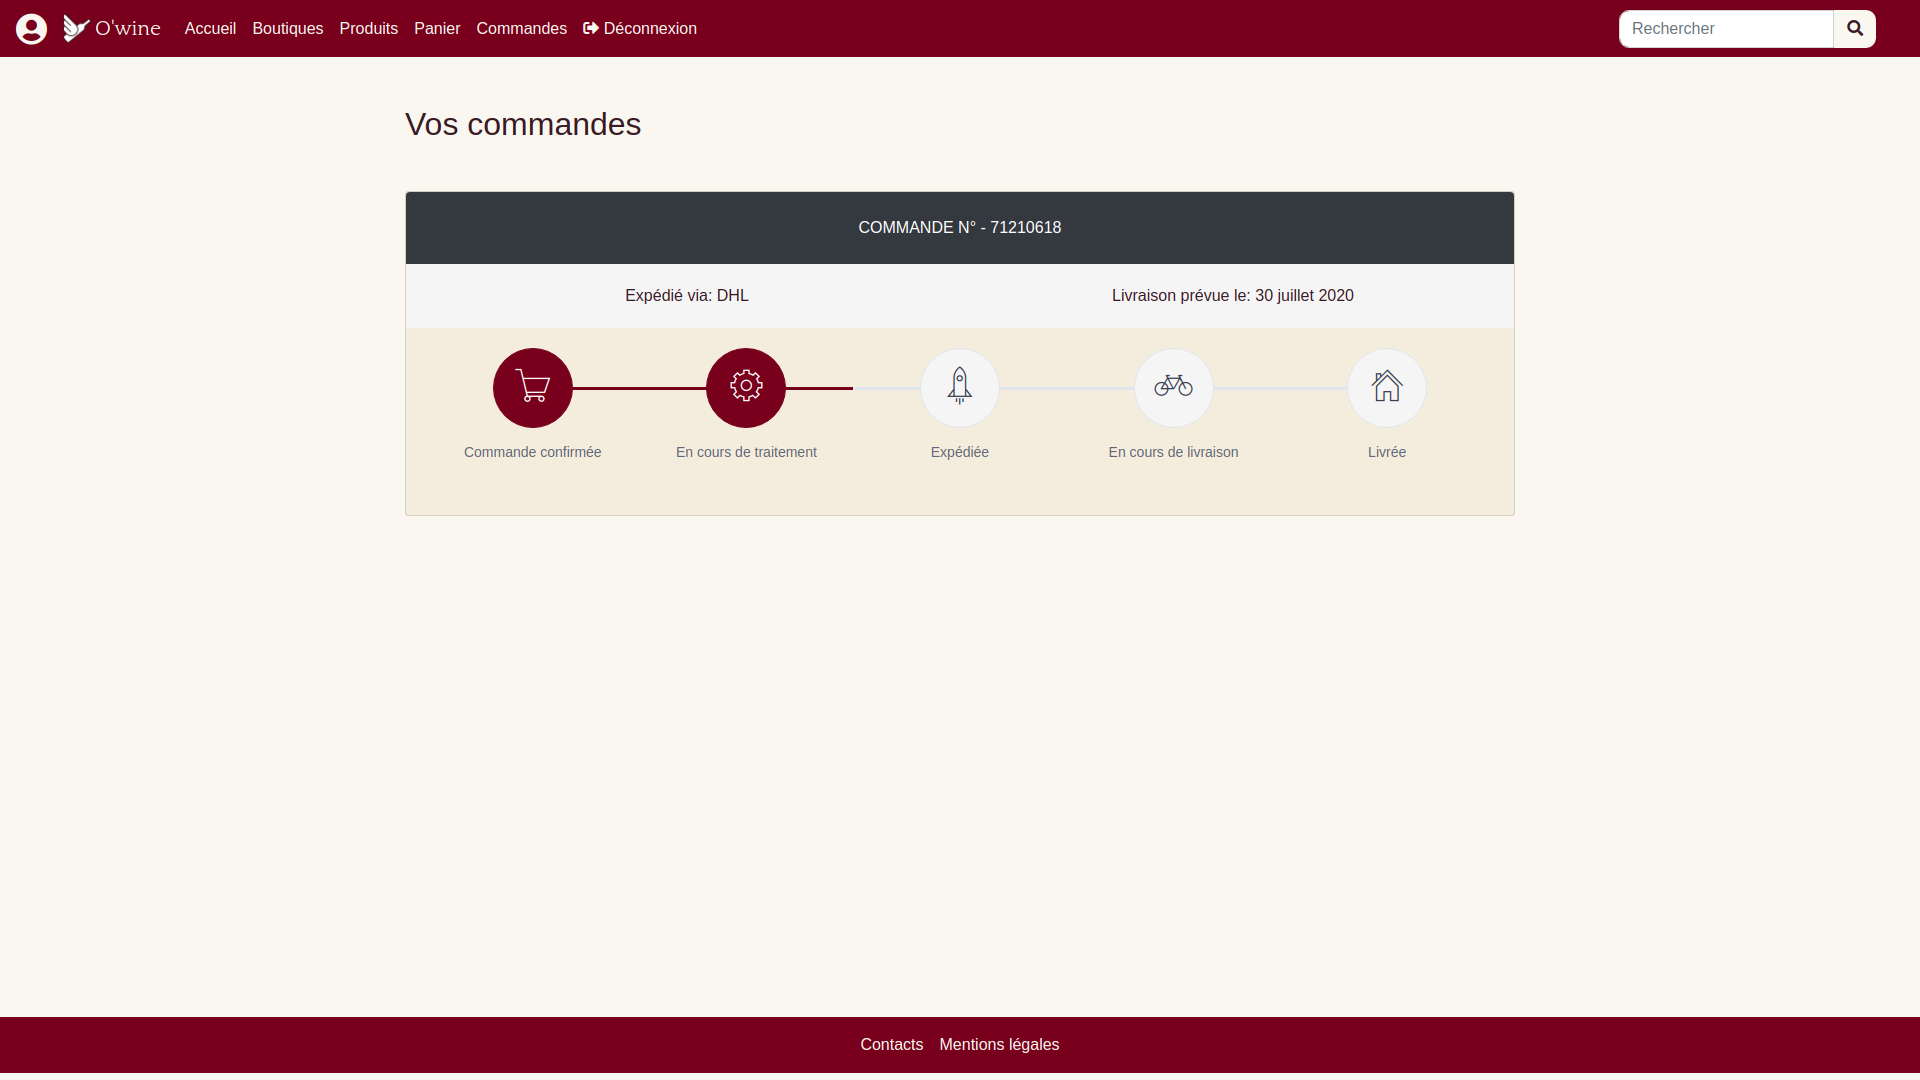 O'wine Accueil Boutiques Produits Panier Commandes Déconnexion Rechercher
Vos commandes
COMMANDE N° - 71210618
Expédié via: DHL Livraison prévue le: 30 juillet 2020
Commande confirmée En cours de traitement Expédiée En cours de livraison Livrée
Contacts Mentions légales